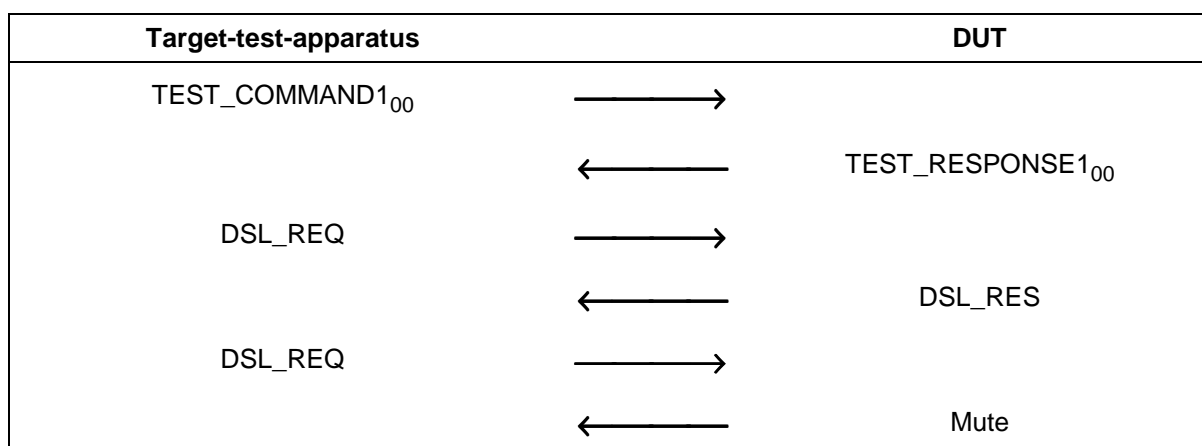 Target-test-apparatus DUT
TEST_COMMAND1₀₀
TEST_RESPONSE1₀₀
DSL_REQ
DSL_RES
DSL_REQ
Mute